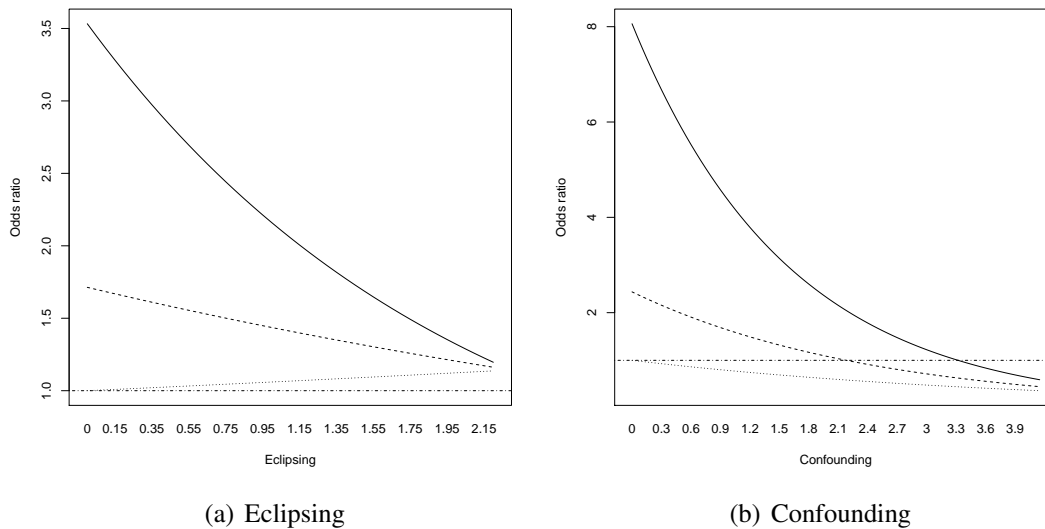 3.5
3.0
2.5
2.0
1.5
1.0
Odds ratio
0 0.15 0.35 0.55 0.75 0.95 1.15 1.35 1.55 1.75 1.95 2.15
Eclipsing
(a) Eclipsing
8
6
4
2
Odds ratio
0 0.3 0.6 0.9 1.2 1.5 1.8 2.1 2.4 2.7 3 3.3 3.6 3.9
Confounding
(b) Confounding